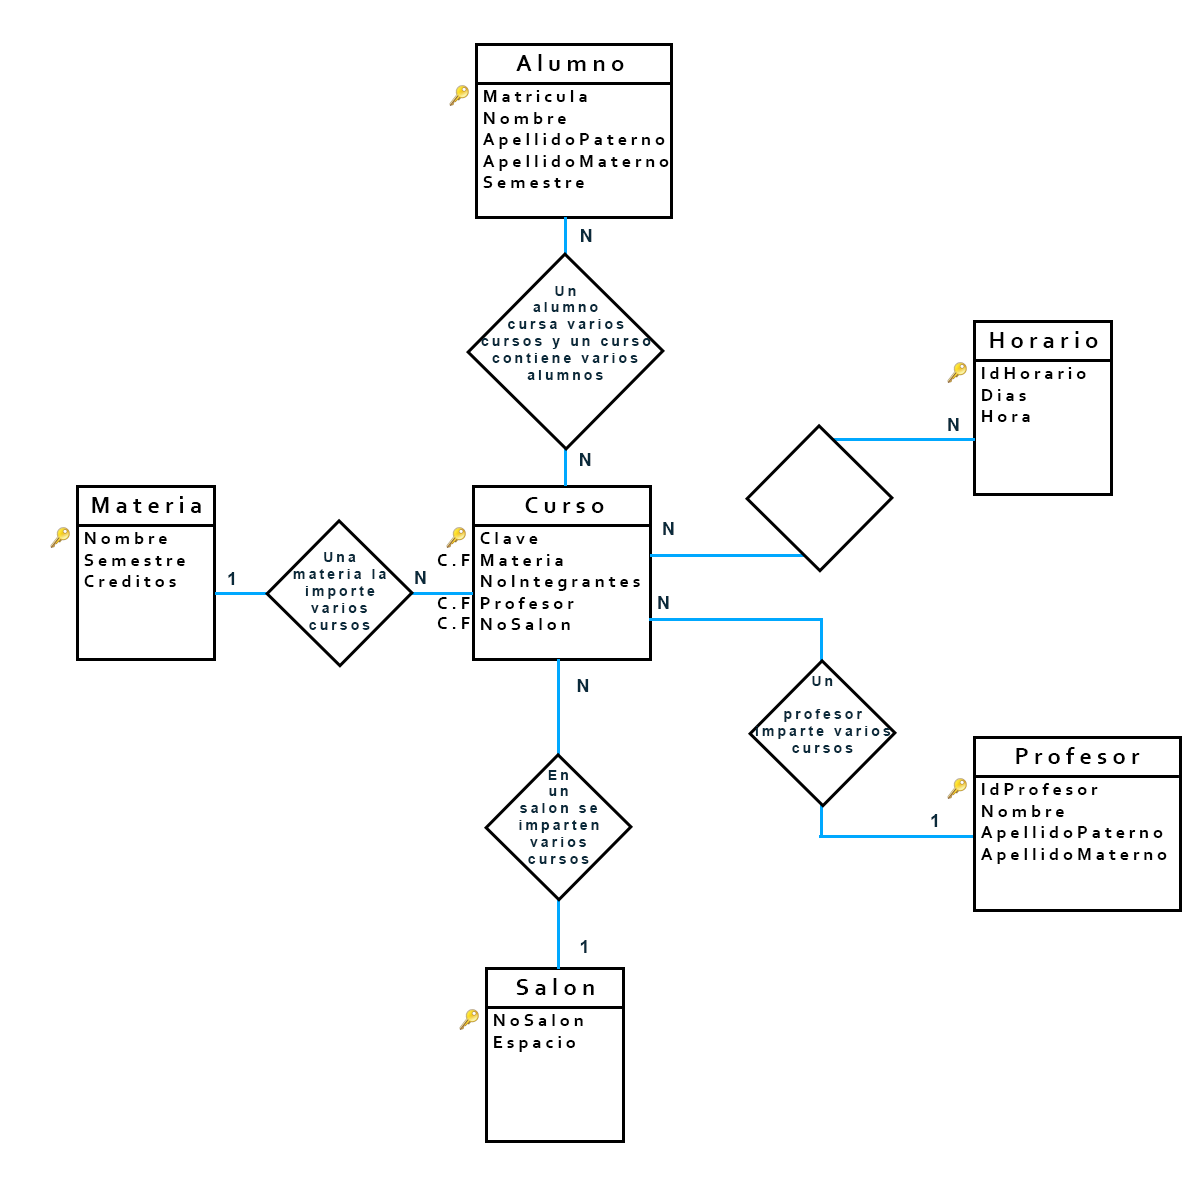 Alumno
Matricula
Nombre
ApellidoPaterno
ApellidoMaterno
Semestre
N
Un
alumno
cursa varios
cursos y un curso
contiene varios
alumnos
N
Horario
IdHorario
Dias
Hora
N
N
Materia
Nombre
Semestre
Creditos
1
Una
materia la
importe
varios
cursos
N
Curso
Clave
C.F Materia
NoIntegrantes
C.F Profesor
C.F NoSalon
N
Un
profesor
imparte varios
cursos
1
Profesor
IdProfesor
Nombre
ApellidoPaterno
ApellidoMaterno
N
En
un
salon se
imparten
varios
cursos
1
Salon
NoSalon
Espacio